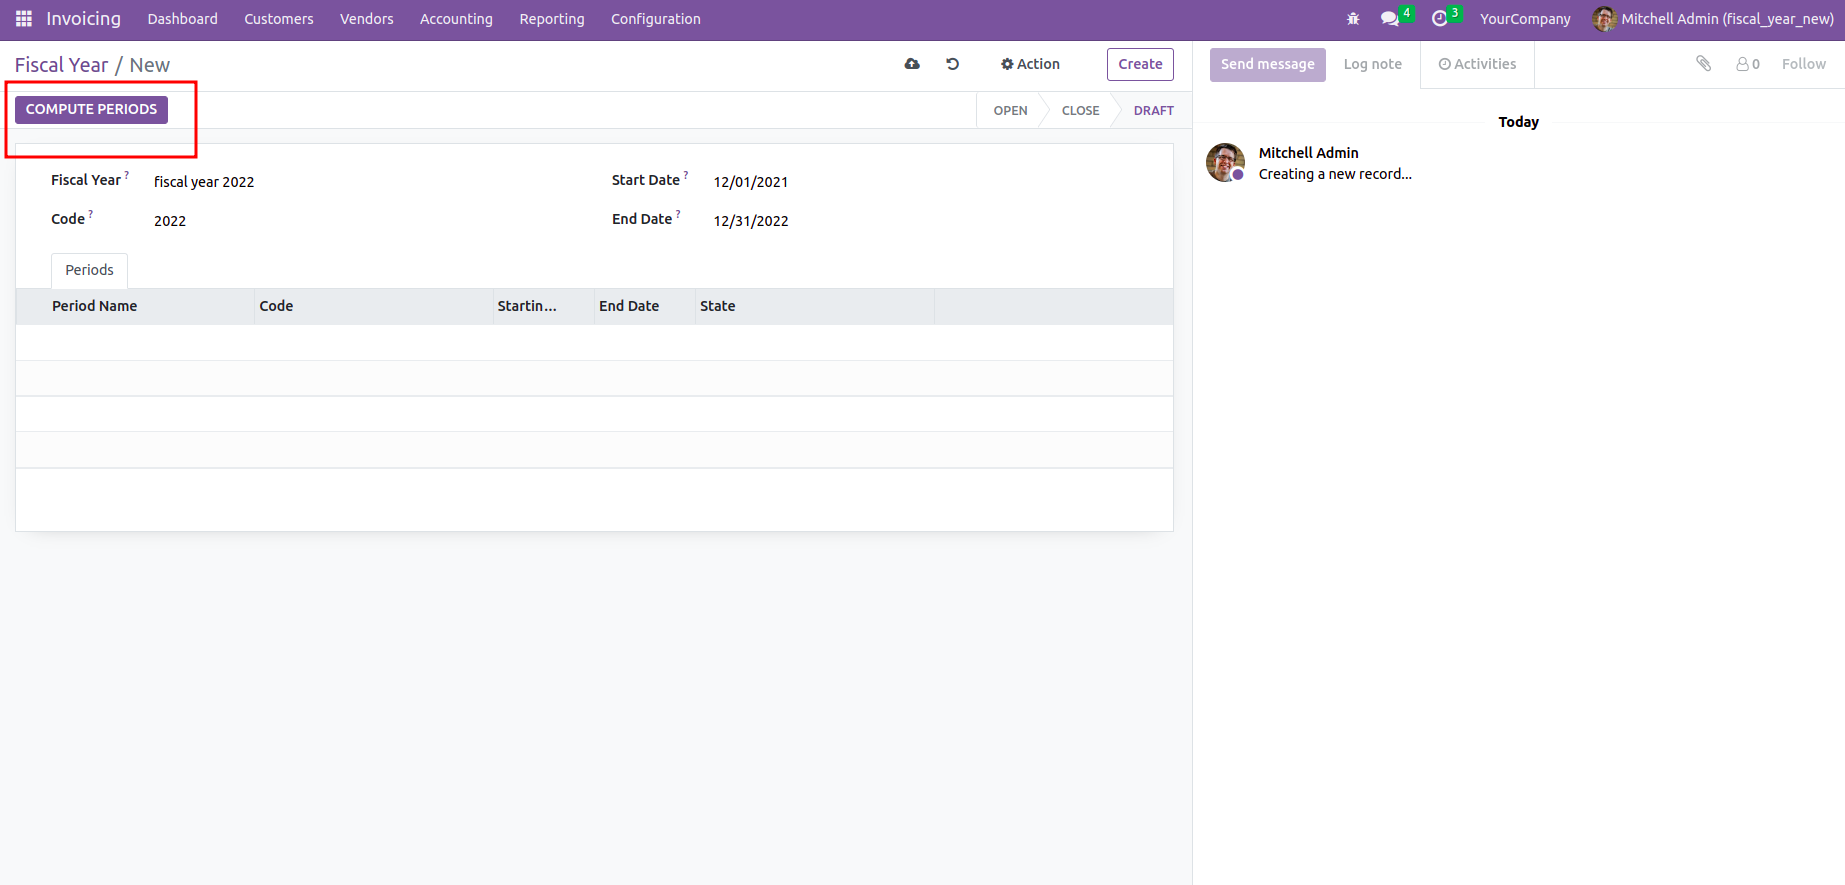 Invoicing Dashboard Customers Vendors Accounting Reporting Configuration 4 3 YourCompany Mitchell Admin (fiscal_year_new)
Fiscal Year / New Action Create
COMPUTE PERIODS OPEN CLOSE DRAFT
Fiscal Year ? fiscal year 2022 Start Date ? 12/01/2021
Code ? 2022 End Date ? 12/31/2022
Periods
Period Name Code Startin... End Date State
Send message Log note Activities 0 Follow
Today
Mitchell Admin
Creating a new record...